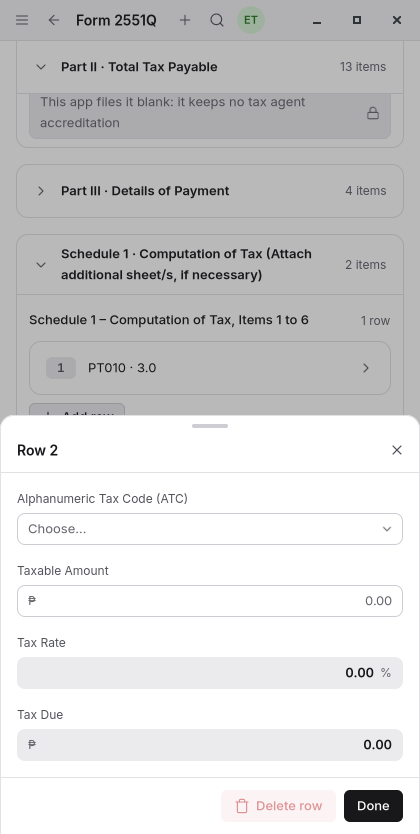 Form 2551Q
ET
Part II · Total Tax Payable
13 items
This app files it blank: it keeps no tax agent
accreditation
Part III · Details of Payment
4 items
Schedule 1 · Computation of Tax (Attach
additional sheet/s, if necessary)
2 items
Schedule 1 – Computation of Tax, Items 1 to 6
1 row
1
PT010 · 3.0
Add row
Row 2
Alphanumeric Tax Code (ATC)
Choose...
Taxable Amount
₱
0.00
Tax Rate
0.00 %
Tax Due
₱
0.00
Delete row
Done